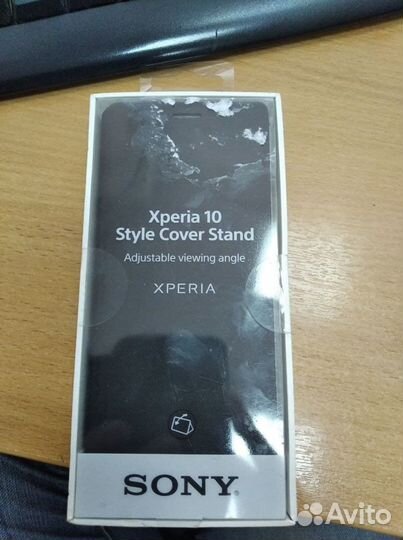 Xperia 10
Style Cover Stand
Adjustable viewing angle
XPERIA
SONY
Avito